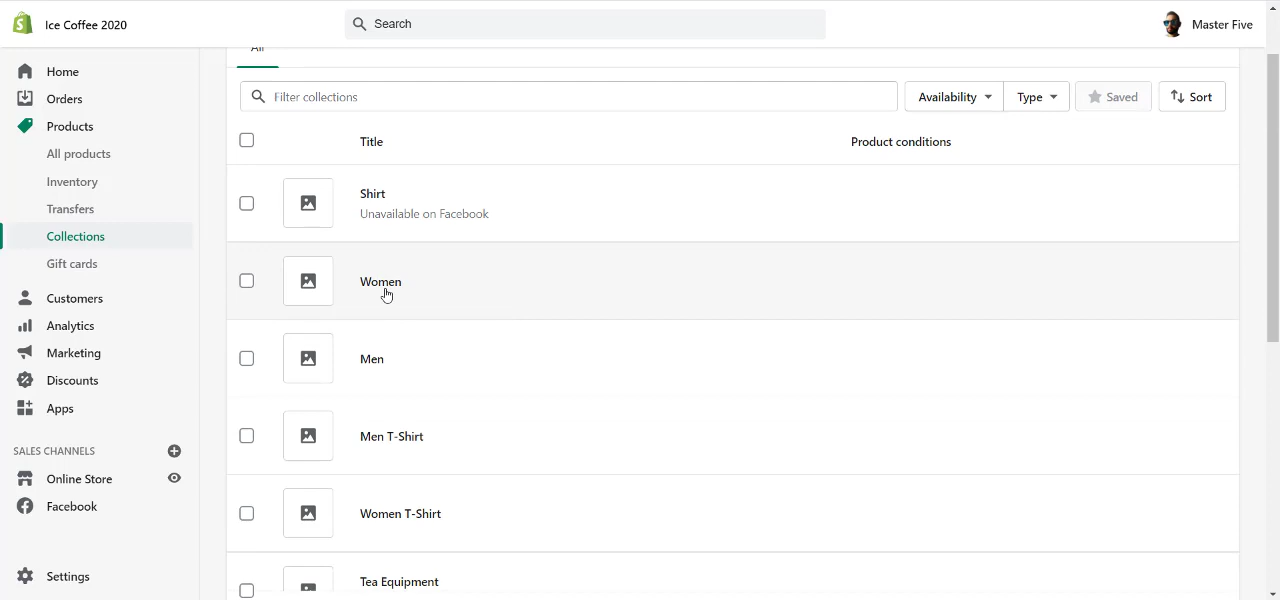 Ice Coffee 2020
Search
Master Five
Home
Orders
Products
All products
Inventory
Transfers
Collections
Gift cards
Customers
Analytics
Marketing
Discounts
Apps
SALES CHANNELS
Online Store
Facebook
Settings
All
Filter collections
Availability
Type
Saved
Sort
Title
Product conditions
Shirt
Unavailable on Facebook
Women
Men
Men T-Shirt
Women T-Shirt
Tea Equipment